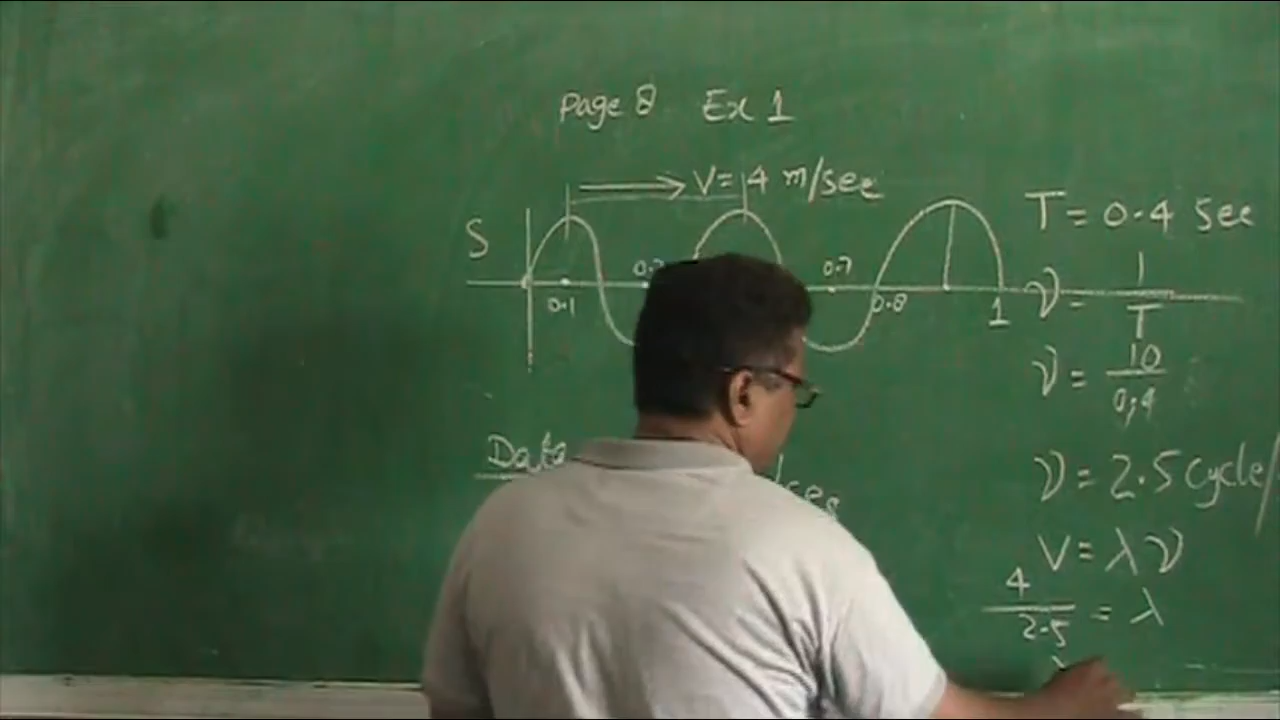 Page 8 Ex 1
V = 4 m/sec
S
T = 0.4 Sec
0.1
0.7
0.8
1
ν = 1/T
ν = 10/0,4
Data
ν = 2.5 Cycle/
V = λν
4/2.5 = λ